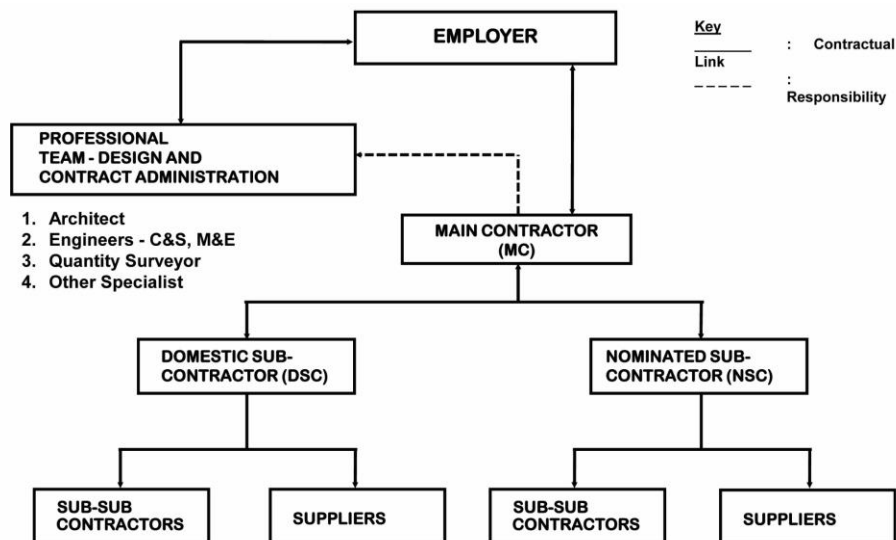 EMPLOYER
Key
: Contractual
Link
:
Responsibility
PROFESSIONAL
TEAM - DESIGN AND
CONTRACT ADMINISTRATION
1. Architect
2. Engineers - C&S, M&E
3. Quantity Surveyor
4. Other Specialist
MAIN CONTRACTOR
(MC)
DOMESTIC SUB-
CONTRACTOR (DSC)
NOMINATED SUB-
CONTRACTOR (NSC)
SUB-SUB
CONTRACTORS
SUPPLIERS
SUB-SUB
CONTRACTORS
SUPPLIERS